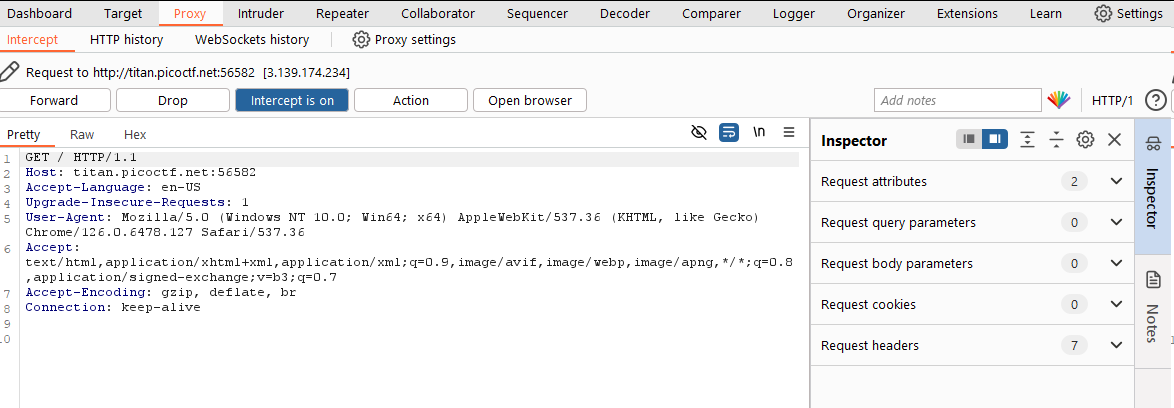 Dashboard Target Proxy Intruder Repeater Collaborator Sequencer Decoder Comparer Logger Organizer Extensions Learn Settings
Intercept HTTP history WebSockets history Proxy settings
Request to http://titan.picoctf.net:56582 [3.139.174.234]
Forward Drop Intercept is on Action Open browser Add notes HTTP/1 ?
Pretty Raw Hex \n
1 GET / HTTP/1.1
2 Host: titan.picoctf.net:56582
3 Accept-Language: en-US
4 Upgrade-Insecure-Requests: 1
5 User-Agent: Mozilla/5.0 (Windows NT 10.0; Win64; x64) AppleWebKit/537.36 (KHTML, like Gecko)
Chrome/126.0.6478.127 Safari/537.36
6 Accept:
text/html,application/xhtml+xml,application/xml;q=0.9,image/avif,image/webp,image/apng,*/*;q=0.8
,application/signed-exchange;v=b3;q=0.7
7 Accept-Encoding: gzip, deflate, br
8 Connection: keep-alive
9
10
Inspector
Request attributes 2
Request query parameters 0
Request body parameters 0
Request cookies 0
Request headers 7
Inspector
Notes